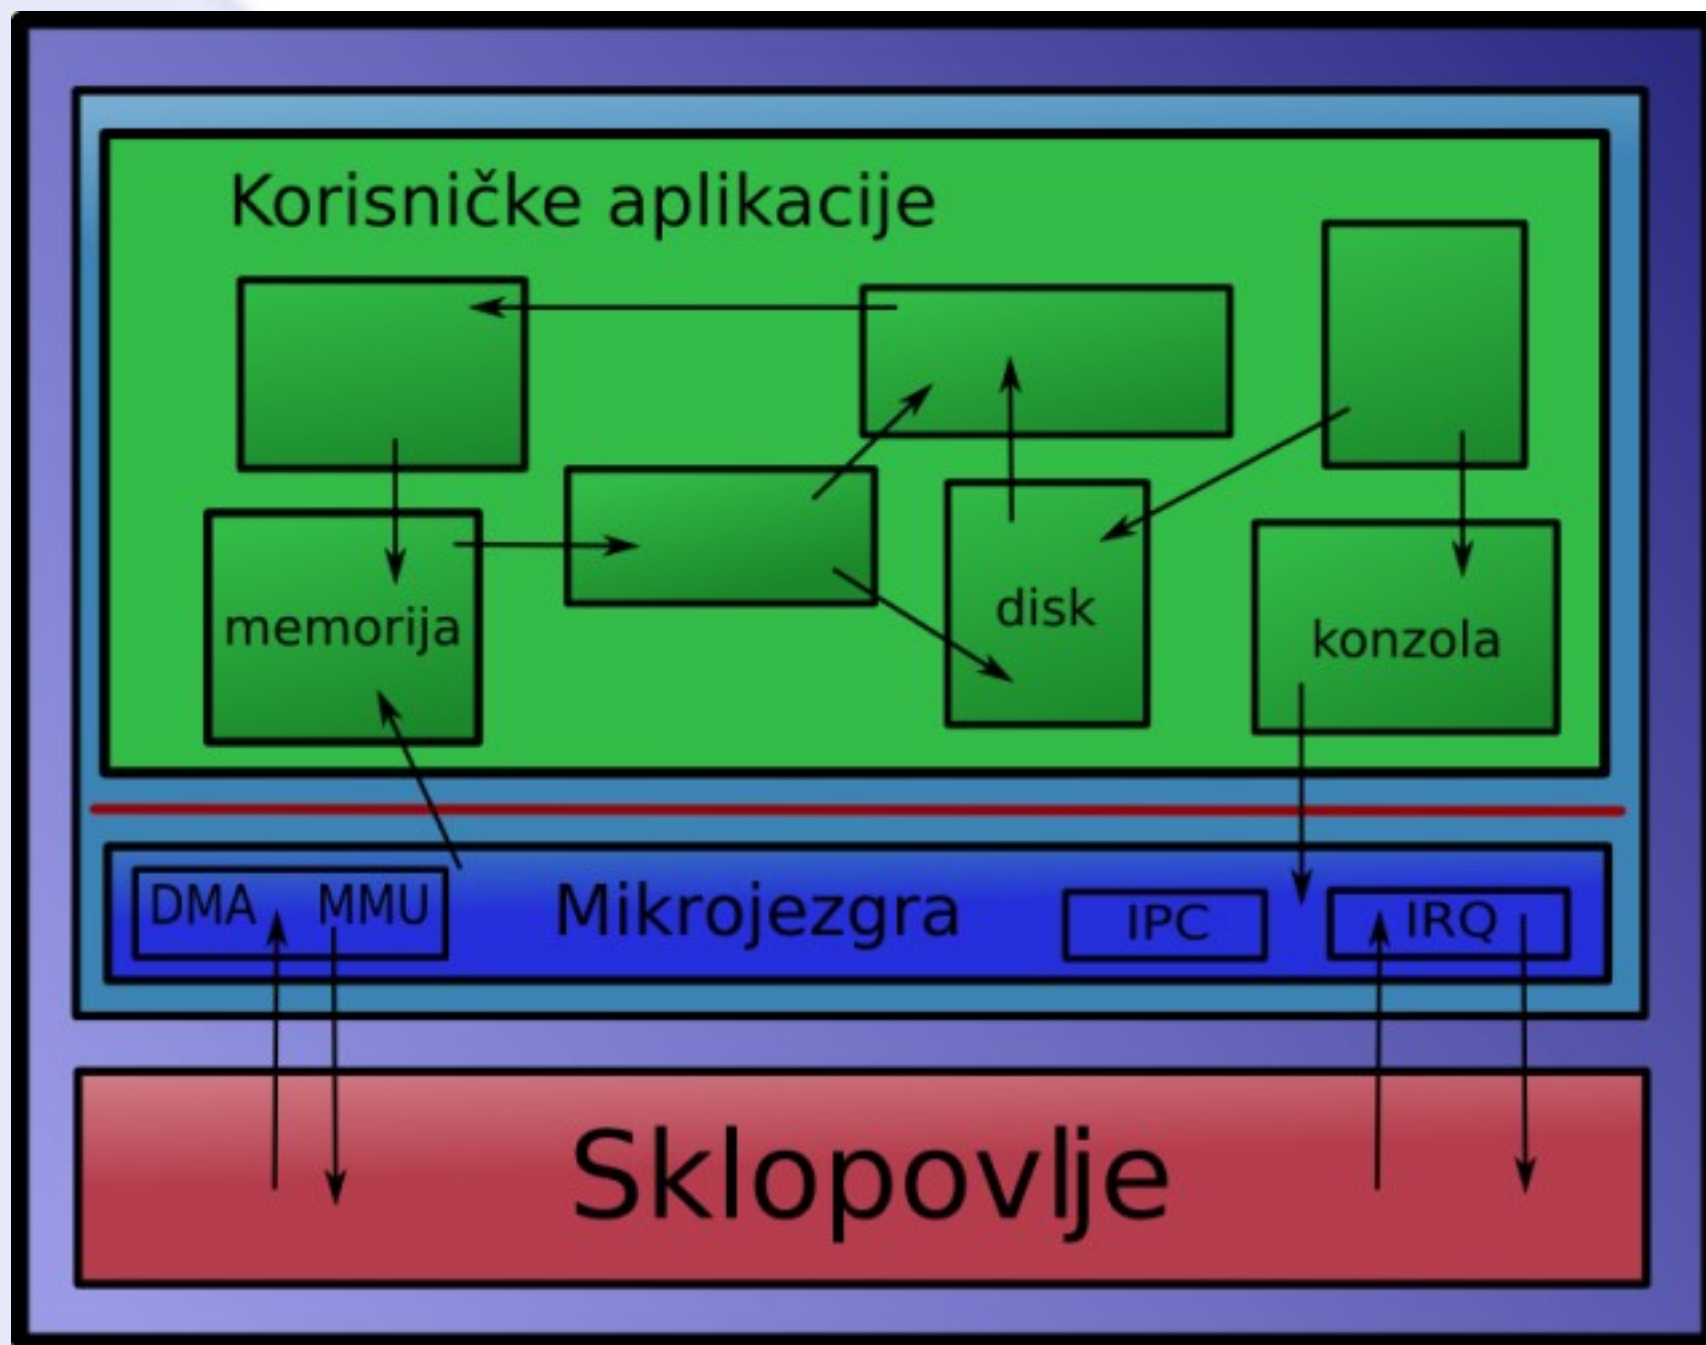 Korisničke aplikacije
memorija
disk
konzola
DMA MMU
Mikrojezgra
IPC
IRQ
Sklopovlje